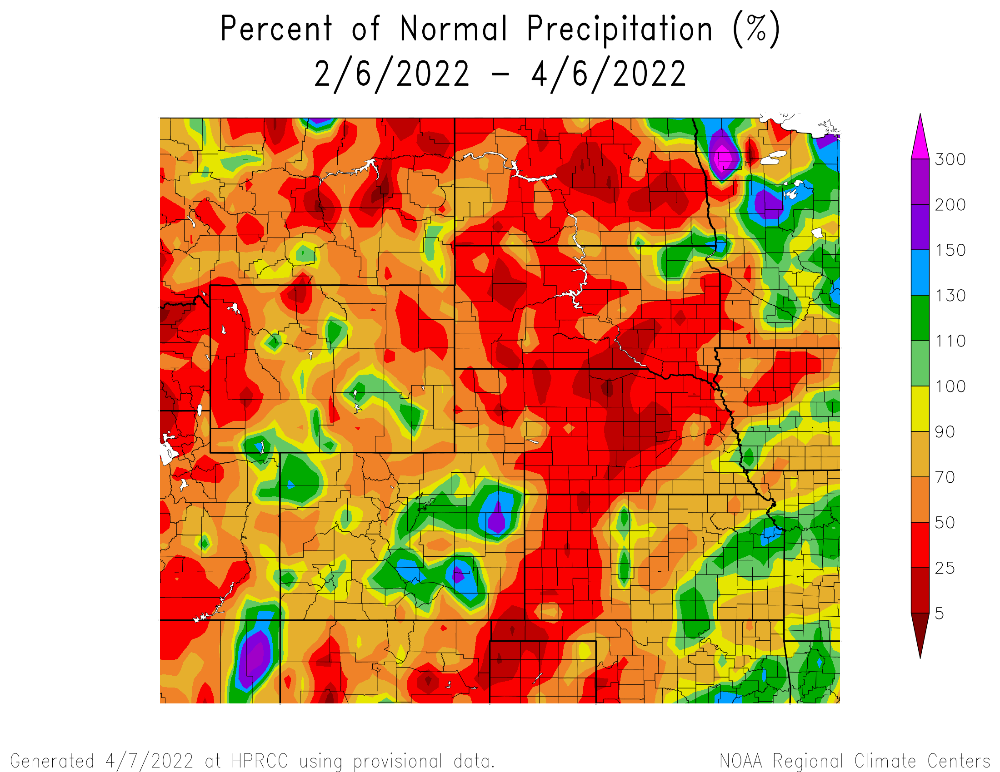 Percent of Normal Precipitation (%)
2/6/2022 – 4/6/2022
300
200
150
130
110
100
90
70
50
25
5
Generated 4/7/2022 at HPRCC using provisional data.
NOAA Regional Climate Centers